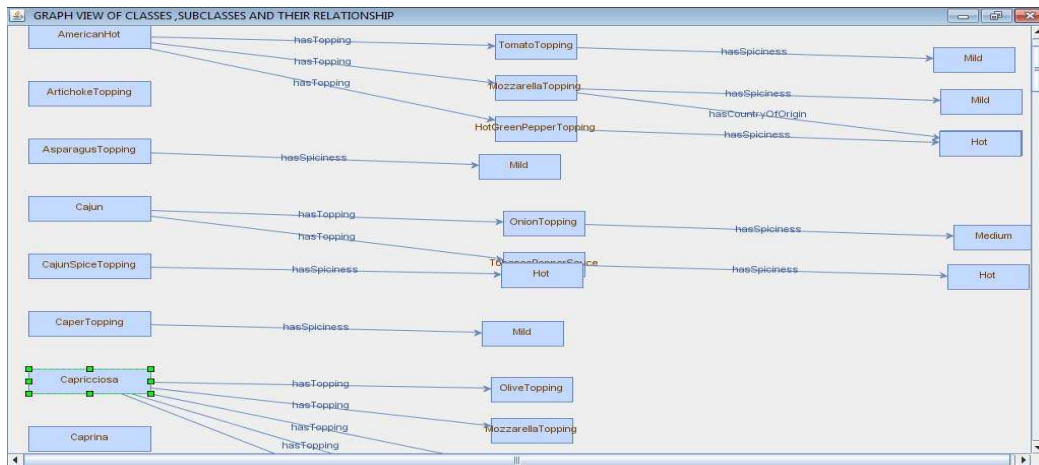 GRAPH VIEW OF CLASSES ,SUBCLASSES AND THEIR RELATIONSHIP
AmericanHot
hasTopping
TomatoTopping
hasSpiciness
Mild
hasTopping
MozzarellaTopping
hasSpiciness
Mild
ArtichokeTopping
hasTopping
hasCountryOfOrigin
HotGreenPepperTopping
hasSpiciness
Hot
AsparagusTopping
hasSpiciness
Mild
Cajun
hasTopping
OnionTopping
hasSpiciness
Medium
hasTopping
CajunSpiceTopping
hasSpiciness
Hot
hasSpiciness
Hot
CaperTopping
hasSpiciness
Mild
Capricciosa
hasTopping
OliveTopping
hasTopping
MozzarellaTopping
Caprina
hasTopping
hasTopping